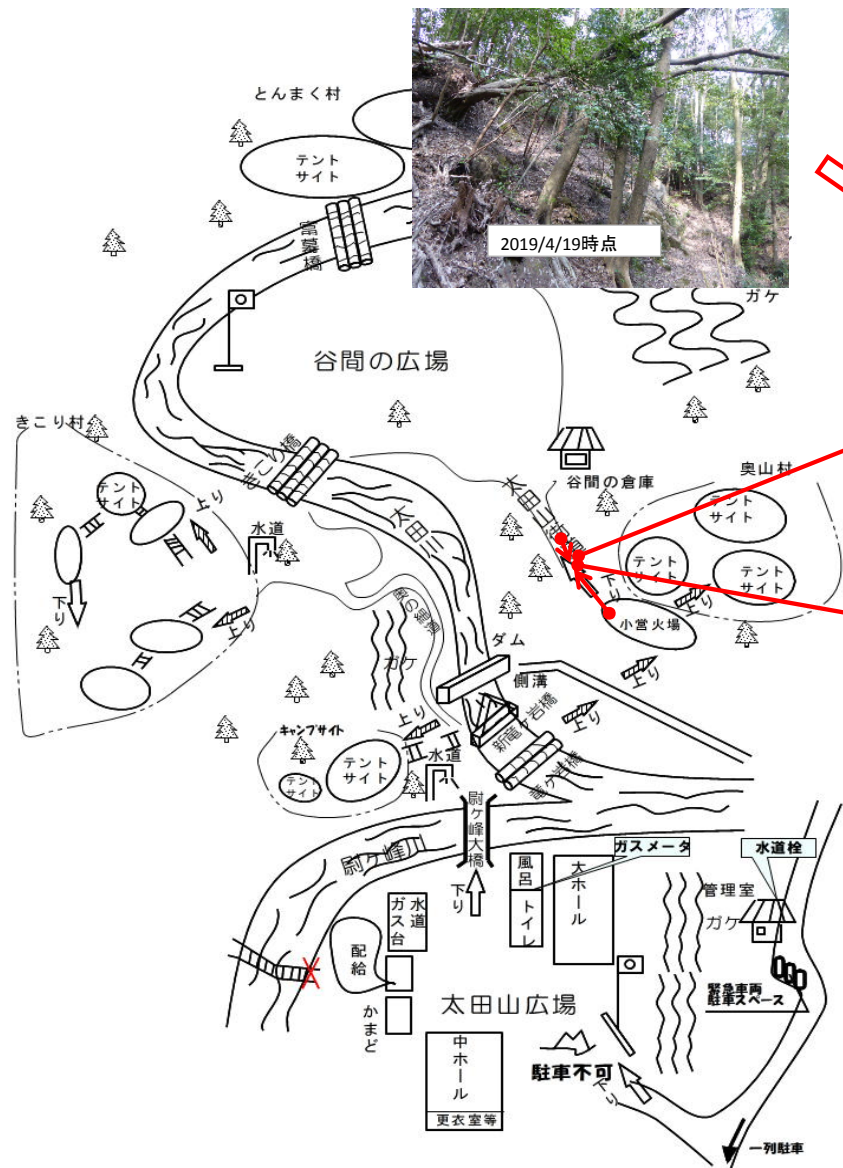 とんまく村
テント
サイト
富幕橋
2019/4/19時点
ガケ
谷間の広場
きこり村
きこり橋
テント
サイト
上り
水道
下り
上り
太田川
谷間の倉庫
奥山村
テント
サイト
テント
サイト
テント
サイト
下り
上り
小営火場
上り
ダム
側溝
新竜ヶ岩橋
上り
竜ヶ岩橋
ガケ
キャンプサイト
上り
水道
テント
サイト
テント
サイト
尉ヶ峰大橋
尉ヶ峰川
下り
ガスメータ
水道栓
風呂
トイレ
大ホール
管理室
ガケ
水道
ガス台
配給
かまど
太田山広場
緊急車両
駐車スペース
中ホール
更衣室等
駐車不可
下り
一列駐車